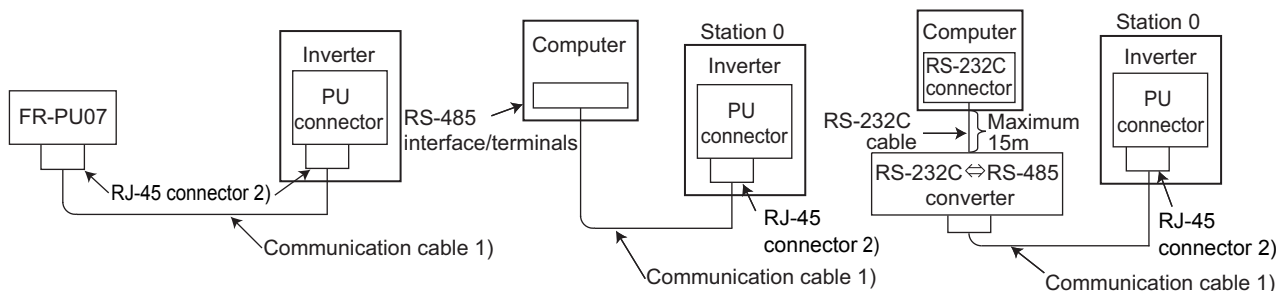 FR-PU07
Inverter
PU
connector
RJ-45 connector 2)
Communication cable 1)
Computer
RS-485
interface/terminals
Station 0
Inverter
PU
connector
RJ-45
connector 2)
Communication cable 1)
Computer
RS-232C
connector
RS-232C
cable
Maximum
15m
RS-232C ⇔ RS-485
converter
Station 0
Inverter
PU
connector
RJ-45
connector 2)
Communication cable 1)